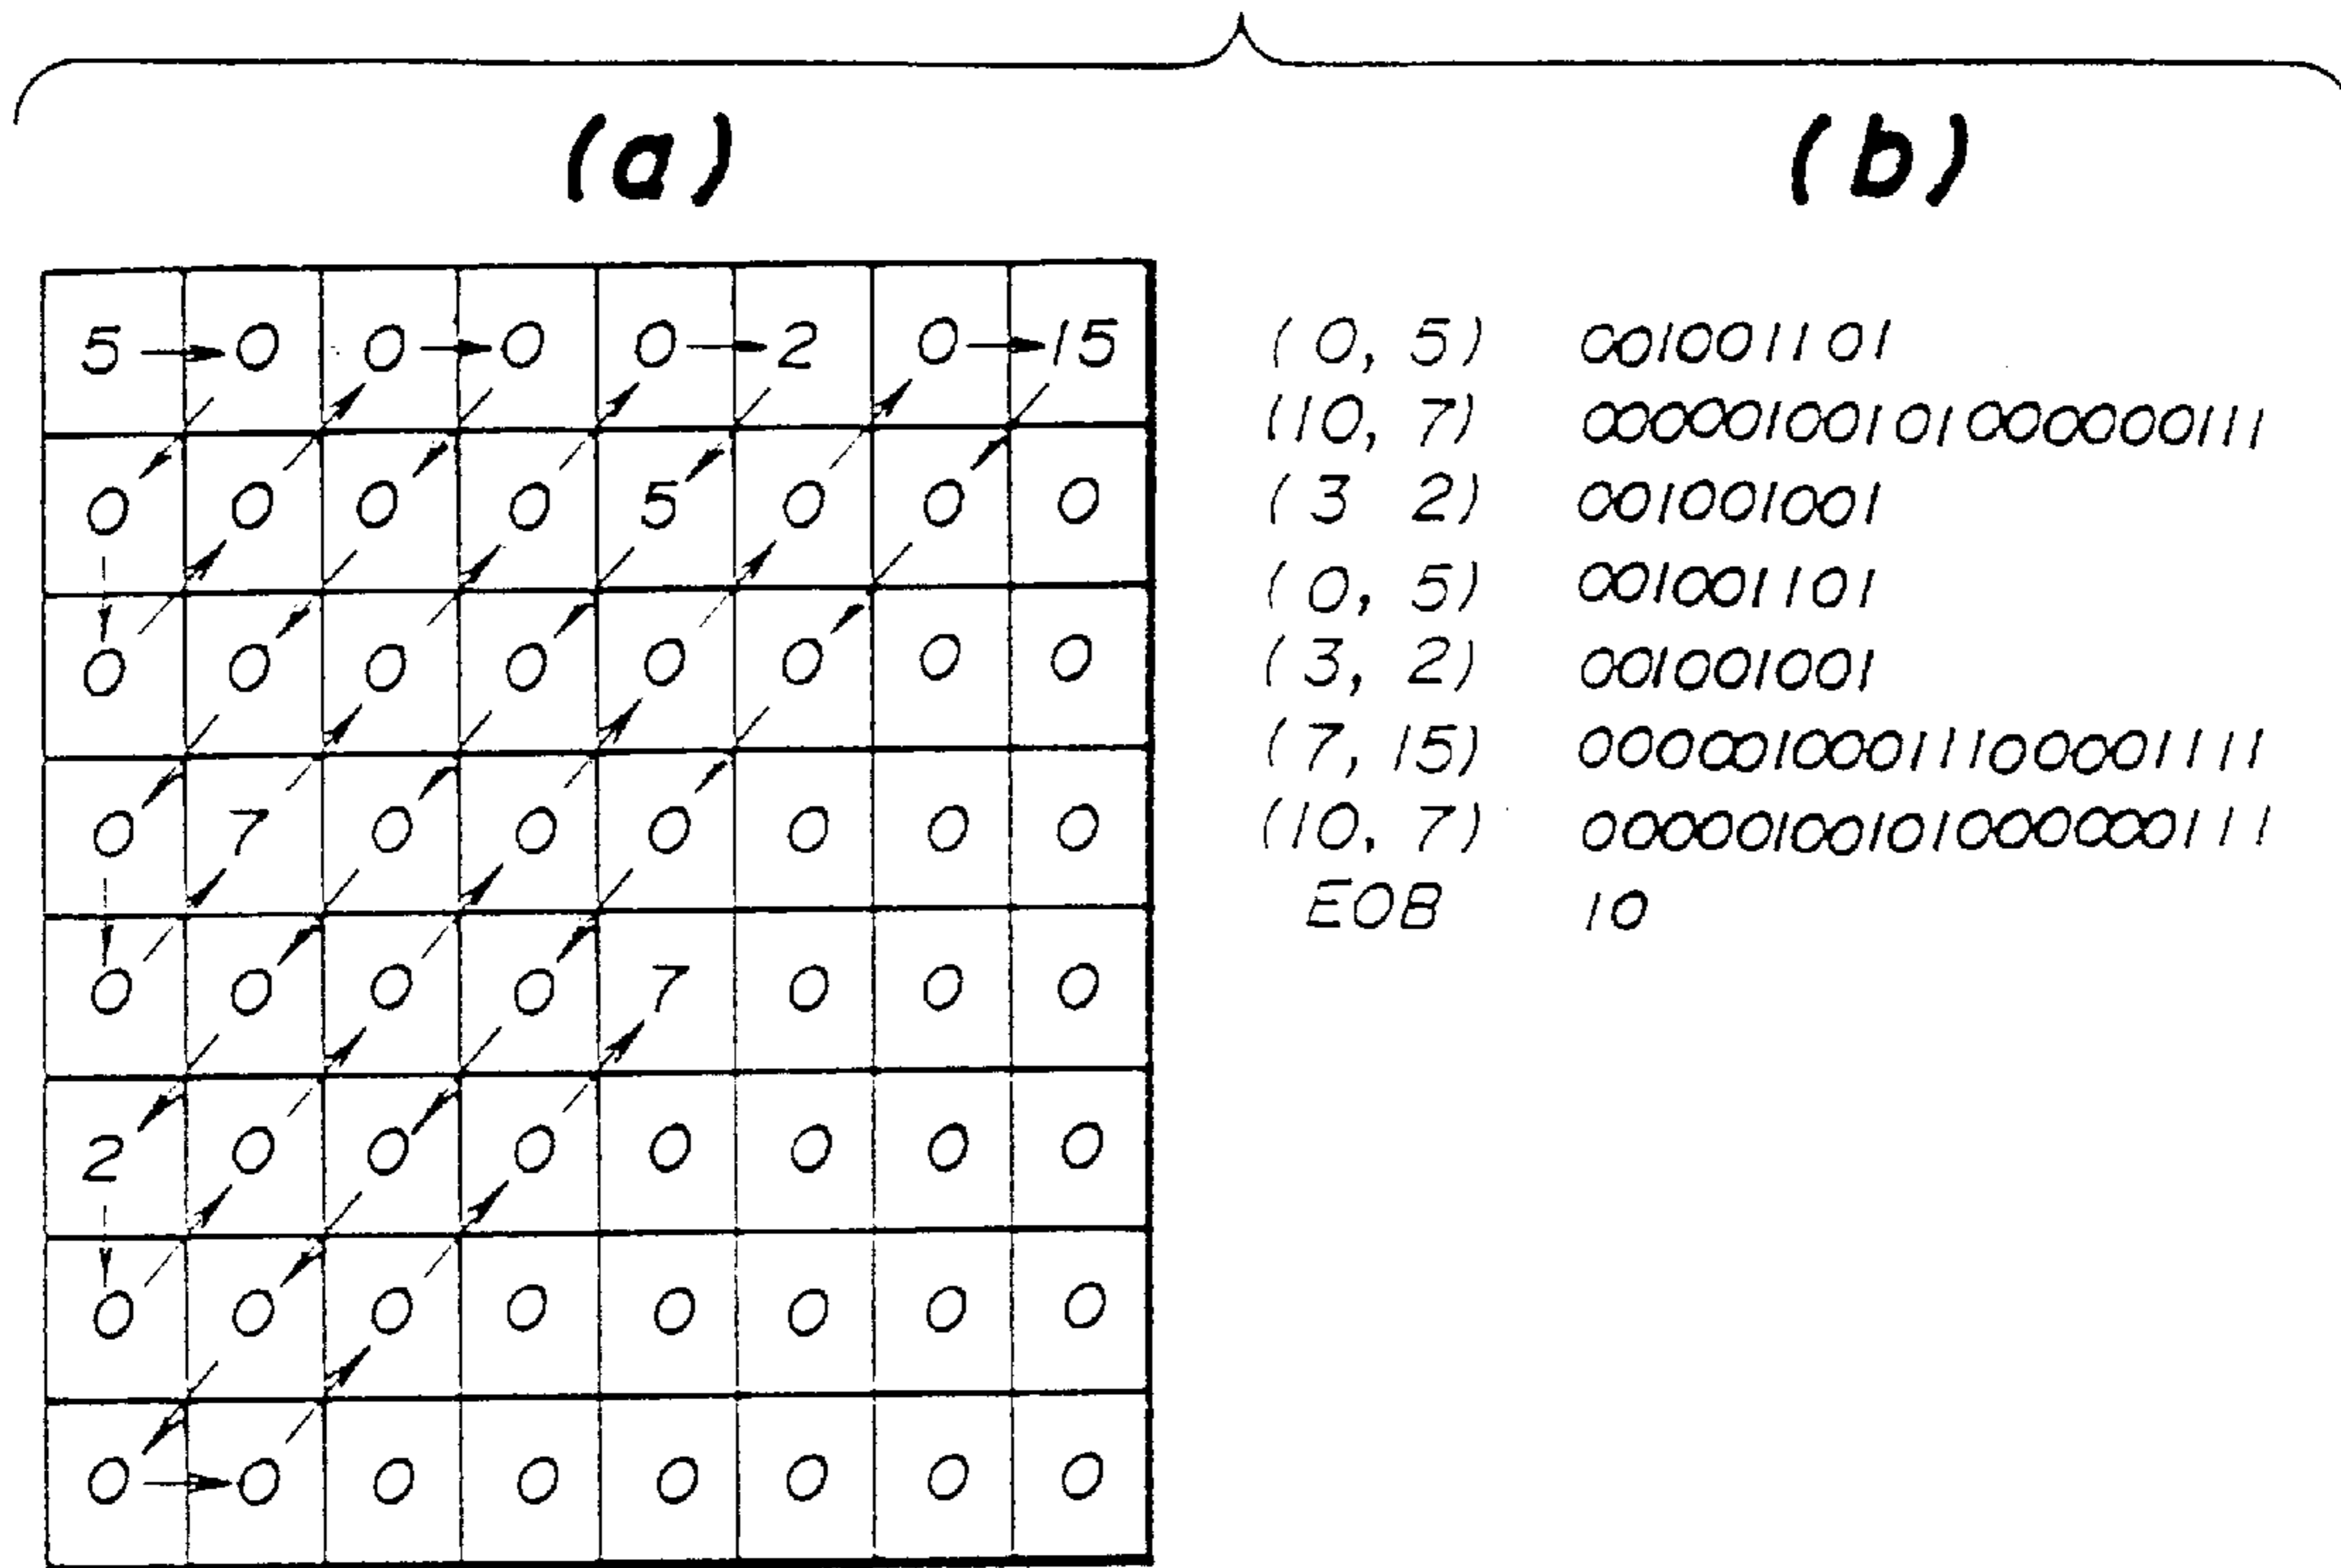 (a)
(b)
5 0 0 0 0 2 0 15
0 0 0 0 5 0 0 0
0 0 0 0 0 0 0 0
0 7 0 0 0 0 0 0
0 0 0 0 7 0 0 0
2 0 0 0 0 0 0 0
0 0 0 0 0 0 0 0
0 0 0 0 0 0 0 0
(0, 5) 001001101
(10, 7) 00000100101000000111
(3 2) 001001001
(0, 5) 001001101
(3, 2) 001001001
(7, 15) 00000100011100001111
(10, 7) 00000100101000000111
EOB 10